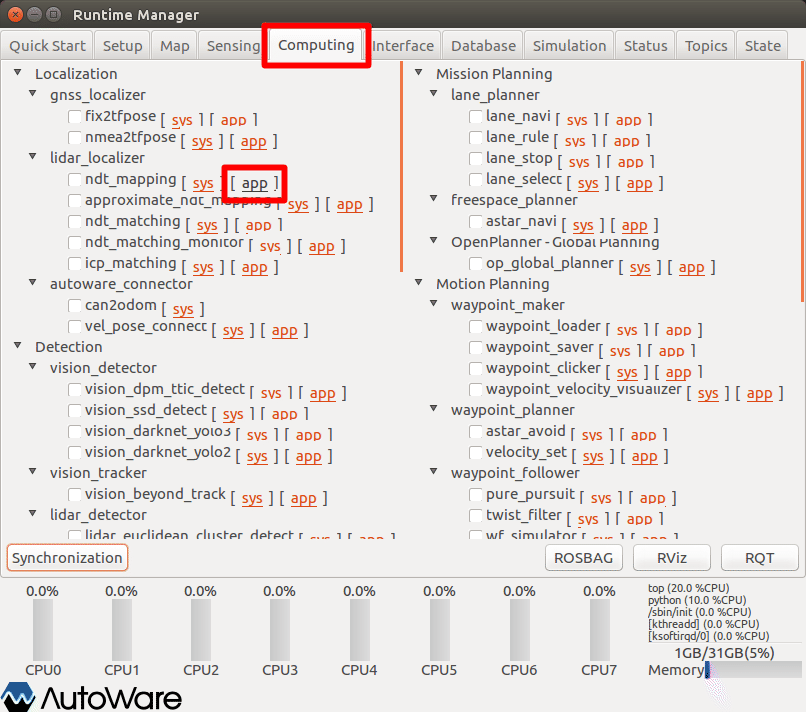 Runtime Manager
Quick Start Setup Map Sensing Computing Interface Database Simulation Status Topics State
Localization
gnss_localizer
fix2tfpose [ sys ] [ app ]
nmea2tfpose [ sys ] [ app ]
lidar_localizer
ndt_mapping [ sys ] [ app ]
approximate_ndt_mapping [ sys ] [ app ]
ndt_matching [ sys ] [ app ]
ndt_matching_monitor [ sys ] [ app ]
icp_matching [ sys ] [ app ]
autoware_connector
can2odom [ sys ]
vel_pose_connect [ sys ] [ app ]
Detection
vision_detector
vision_dpm_ttic_detect [ sys ] [ app ]
vision_ssd_detect [ sys ] [ app ]
vision_darknet_yolo3 [ sys ] [ app ]
vision_darknet_yolo2 [ sys ] [ app ]
vision_tracker
vision_beyond_track [ sys ] [ app ]
lidar_detector
lidar_euclidean_cluster_detect [ sys ] [ app ]
Mission Planning
lane_planner
lane_navi [ sys ] [ app ]
lane_rule [ sys ] [ app ]
lane_stop [ sys ] [ app ]
lane_select [ sys ] [ app ]
freespace_planner
astar_navi [ sys ] [ app ]
OpenPlanner - Global Planning
op_global_planner [ sys ] [ app ]
Motion Planning
waypoint_maker
waypoint_loader [ sys ] [ app ]
waypoint_saver [ sys ] [ app ]
waypoint_clicker [ sys ] [ app ]
waypoint_velocity_visualizer [ sys ] [ app ]
waypoint_planner
astar_avoid [ sys ] [ app ]
velocity_set [ sys ] [ app ]
waypoint_follower
pure_pursuit [ sys ] [ app ]
twist_filter [ sys ] [ app ]
wf_simulator [ sys ] [ app ]
Synchronization ROSBAG RViz RQT
0.0% 0.0% 0.0% 0.0% 0.0% 0.0% 0.0% 0.0%
CPU0 CPU1 CPU2 CPU3 CPU4 CPU5 CPU6 CPU7
top (20.0 %CPU)
python (10.0 %CPU)
/sbin/init (0.0 %CPU)
[kthreadd] (0.0 %CPU)
[ksoftirqd/0] (0.0 %CPU)
1GB/31GB(5%)
Memory
AutoWare